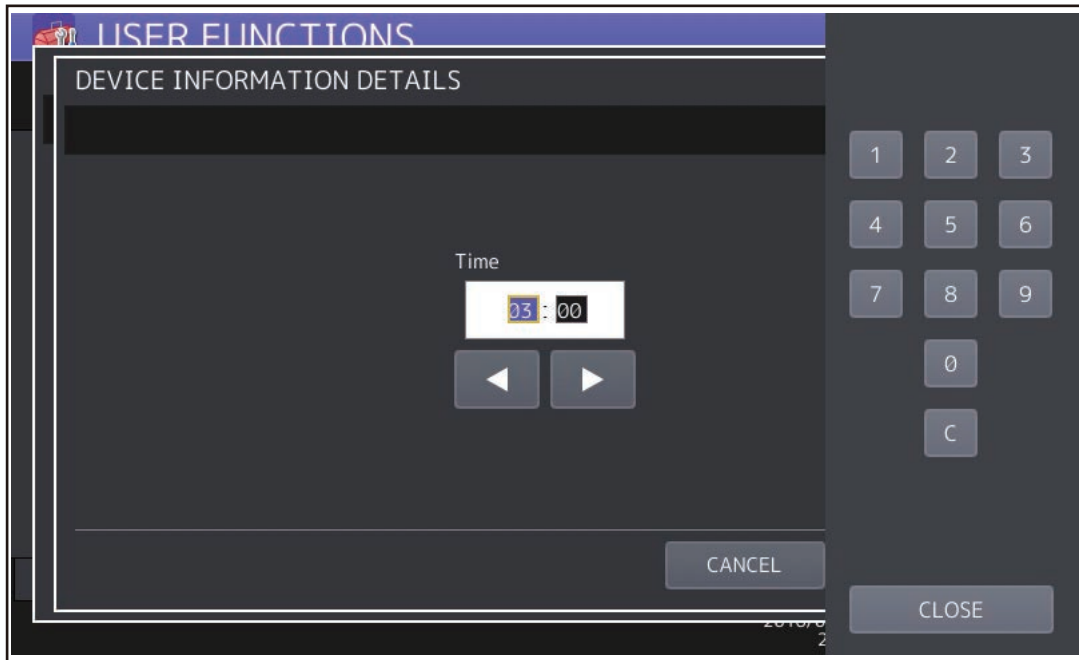 USER FUNCTIONS
DEVICE INFORMATION DETAILS
Time
03 : 00
1 2 3
4 5 6
7 8 9
0
C
CANCEL
CLOSE